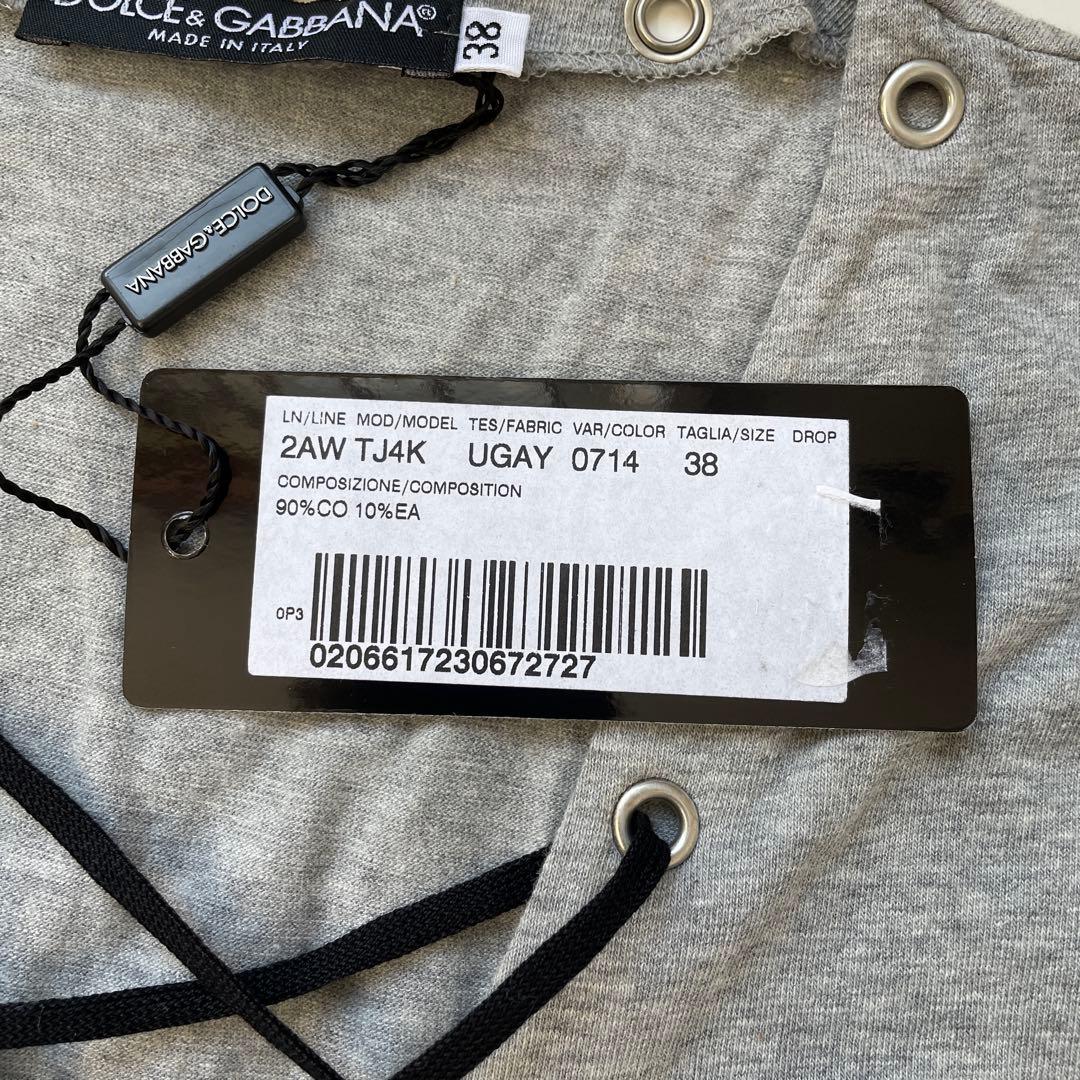 DOLCE & GABBANA
MADE IN ITALY
38
DOLCE & GABBANA
LN/LINE MOD/MODEL TES/FABRIC VAR/COLOR TAGLIA/SIZE DROP
2AW TJ4K UGAY 0714 38
COMPOSIZIONE/COMPOSITION
90%CO 10%EA
OP3
0206617230672727